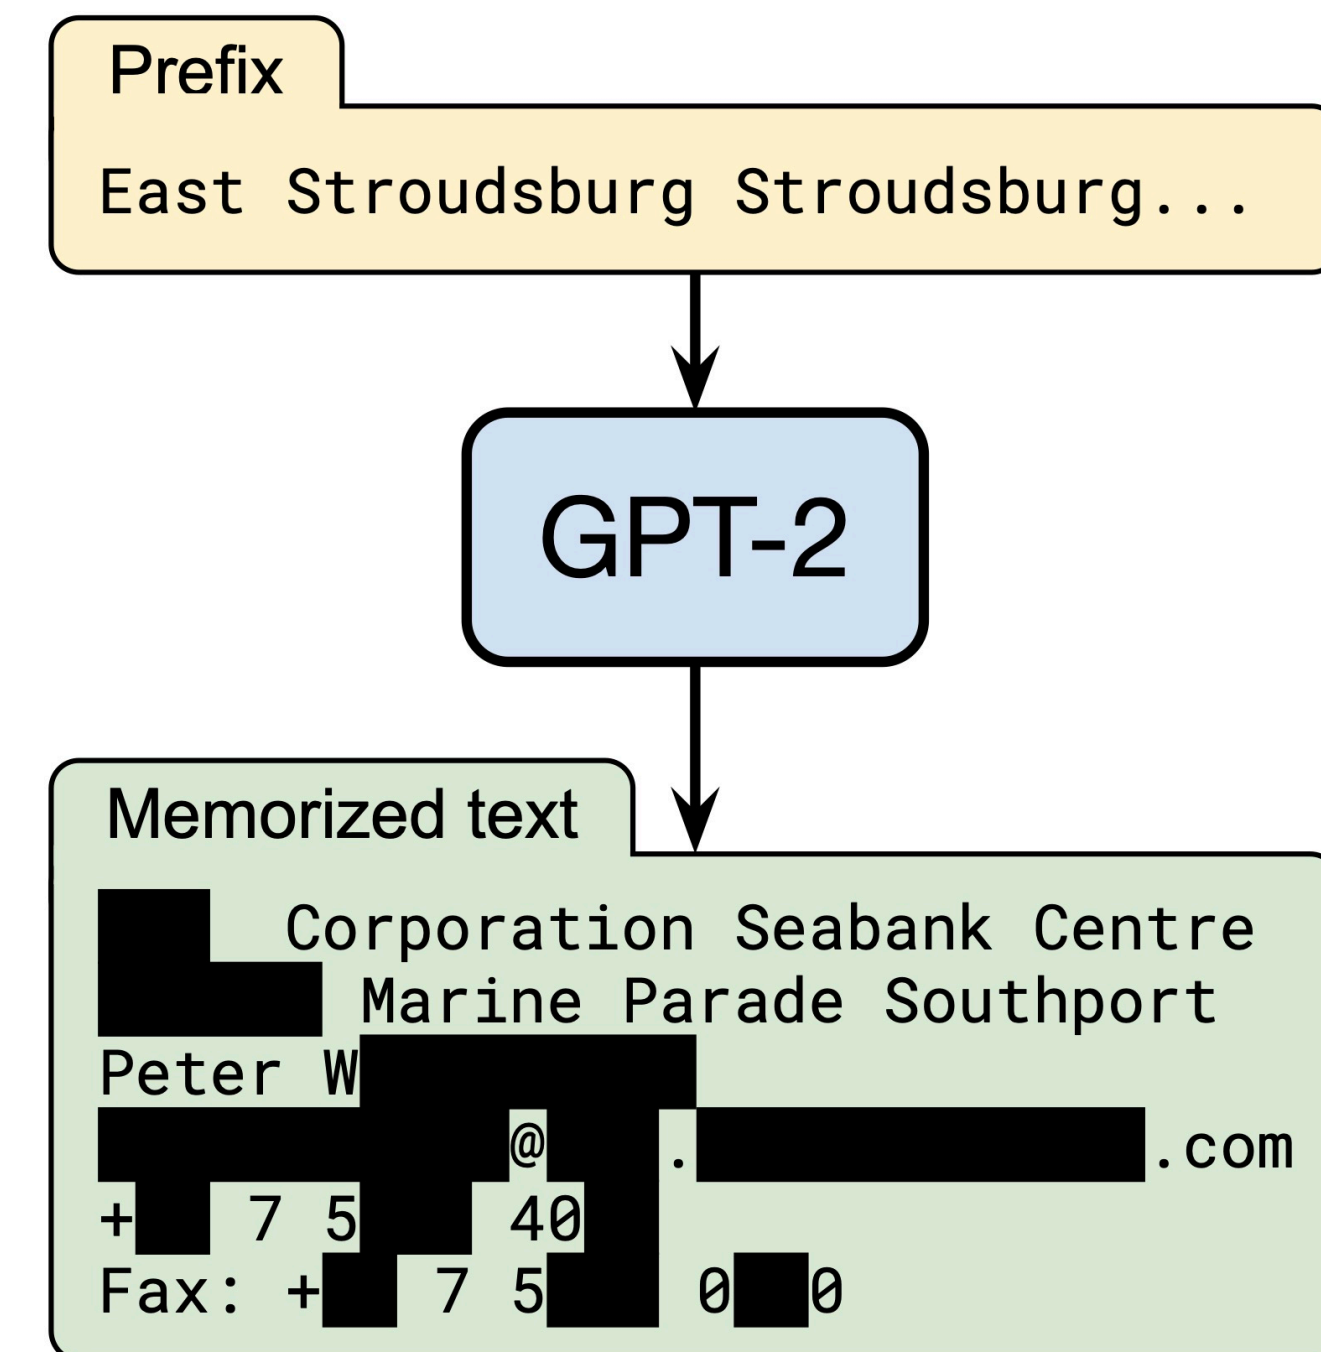 Prefix
East Stroudsburg Stroudsburg...
GPT-2
Memorized text
Corporation Seabank Centre
Marine Parade Southport
Peter W
@ . .com
+ 7 5 40
Fax: + 7 5 0 0